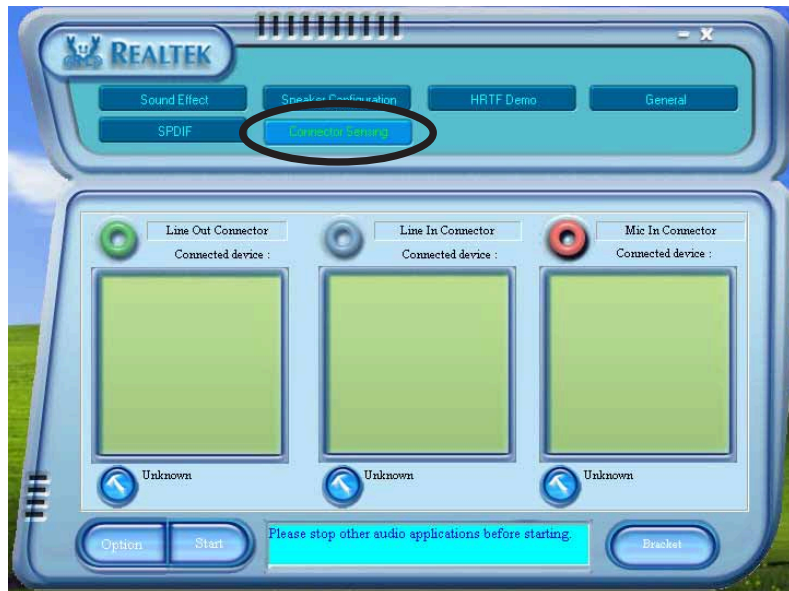 REALTEK
- X
Sound Effect
Speaker Configuration
HRTF Demo
General
SPDIF
Connector Sensing
Line Out Connector
Connected device :
Line In Connector
Connected device :
Mic In Connector
Connected device :
Unknown
Unknown
Unknown
Option
Start
Please stop other audio applications before starting.
Bracket